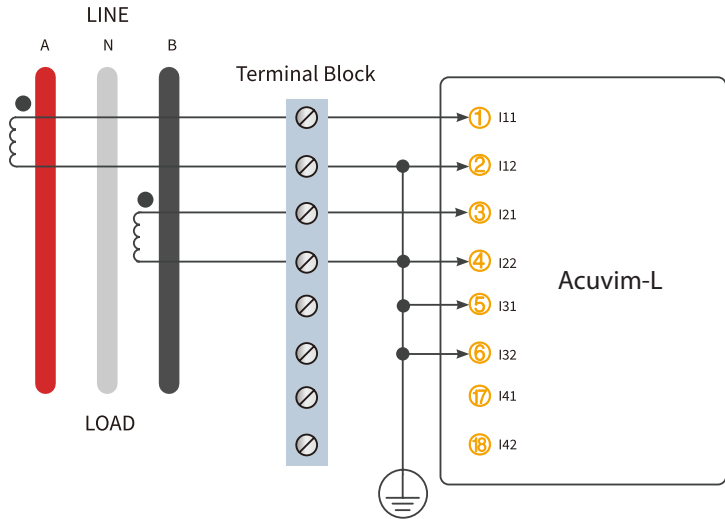 LINE
A N B
Terminal Block
① I11
② I12
③ I21
④ I22
Acuvim-L
⑤ I31
⑥ I32
⑰ I41
⑱ I42
LOAD